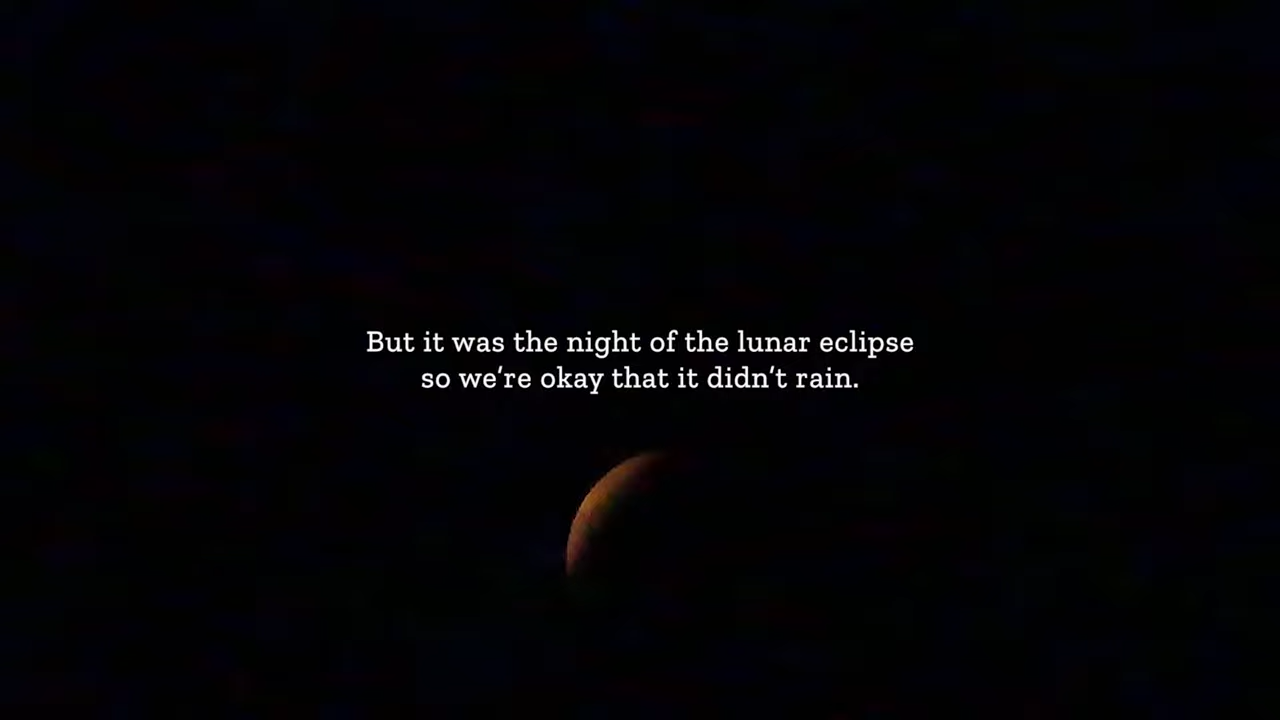 But it was the night of the lunar eclipse
so we're okay that it didn't rain.